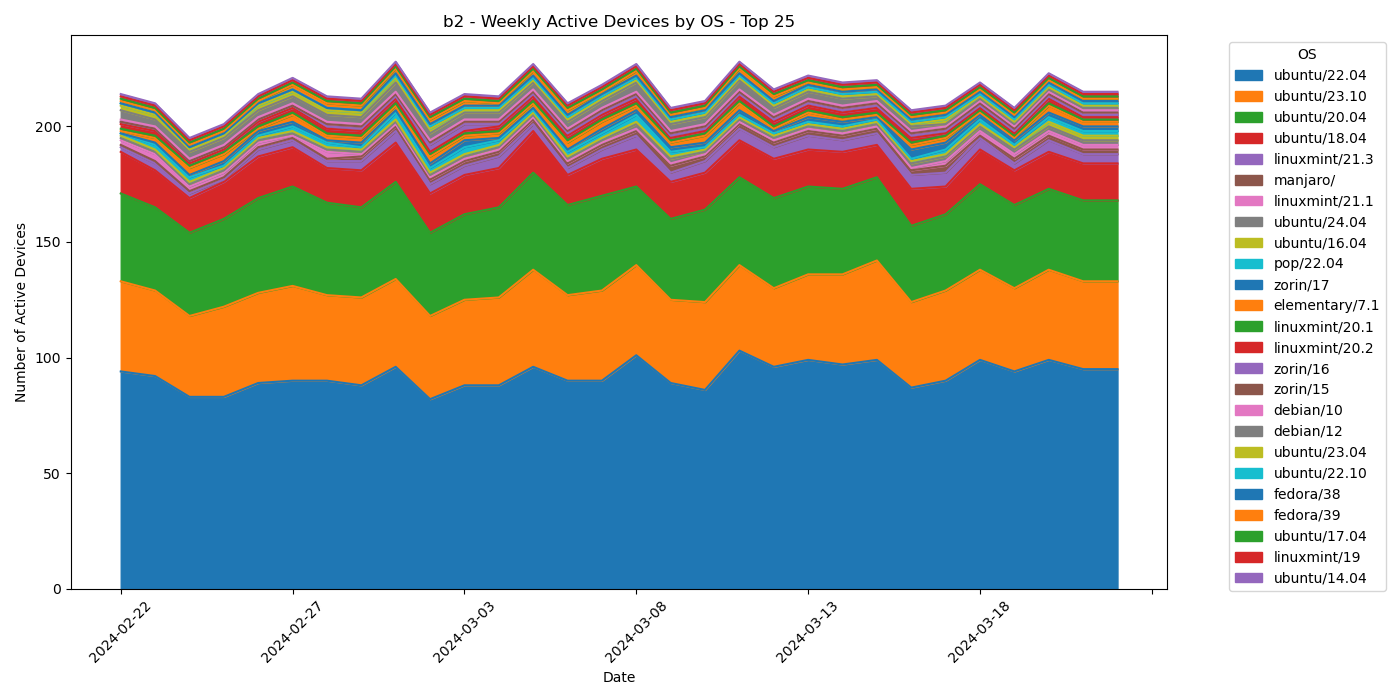 b2 - Weekly Active Devices by OS - Top 25
Number of Active Devices
200
150
100
50
0
2024-02-22
2024-02-27
2024-03-03
2024-03-08
2024-03-13
2024-03-18
Date
OS
ubuntu/22.04
ubuntu/23.10
ubuntu/20.04
ubuntu/18.04
linuxmint/21.3
manjaro/
linuxmint/21.1
ubuntu/24.04
ubuntu/16.04
pop/22.04
zorin/17
elementary/7.1
linuxmint/20.1
linuxmint/20.2
zorin/16
zorin/15
debian/10
debian/12
ubuntu/23.04
ubuntu/22.10
fedora/38
fedora/39
ubuntu/17.04
linuxmint/19
ubuntu/14.04